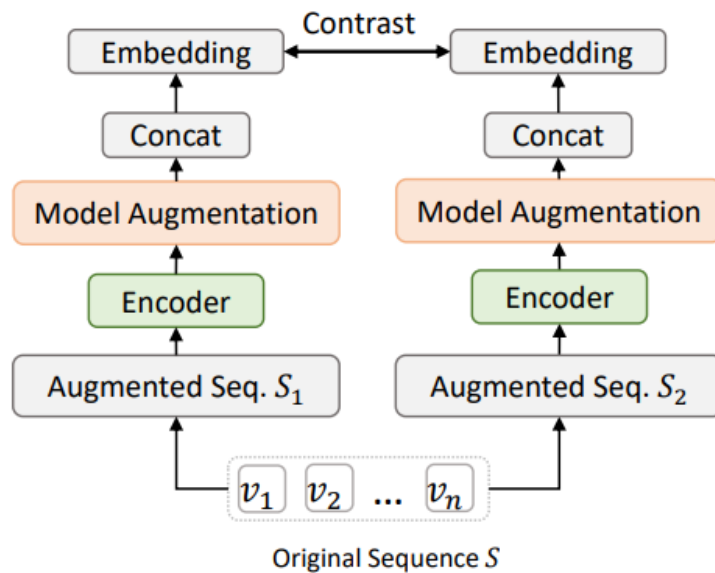 Contrast
Embedding Embedding
Concat Concat
Model Augmentation Model Augmentation
Encoder Encoder
Augmented Seq. S₁ Augmented Seq. S₂
v₁ v₂ ... vₙ
Original Sequence S